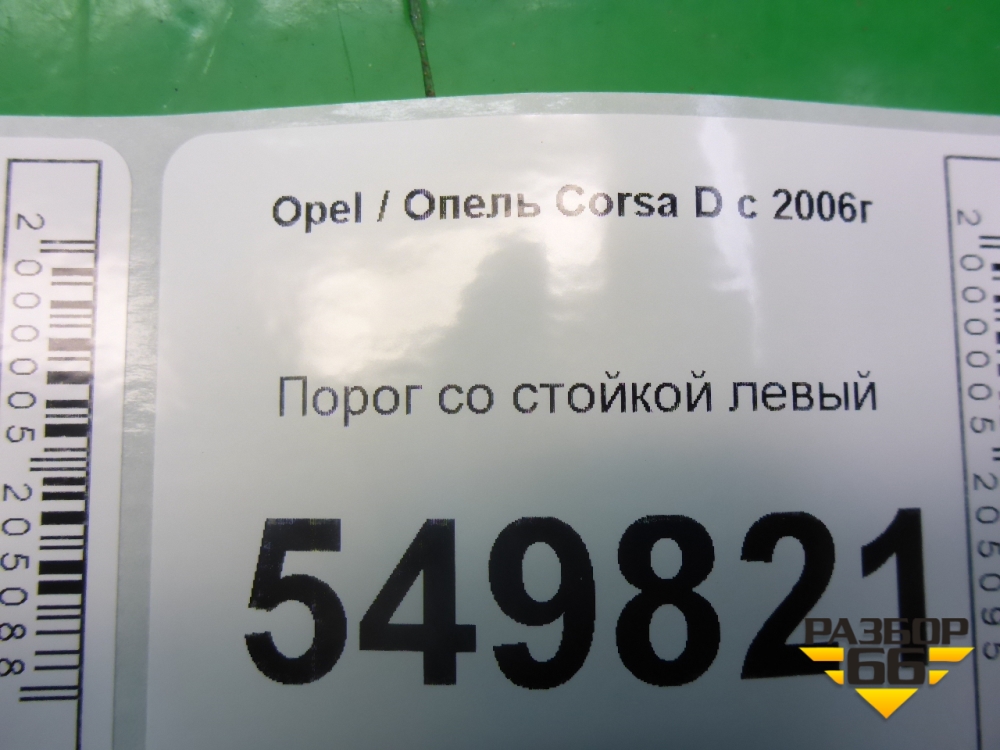 Opel / Опель Corsa D с 2006г
Порог со стойкой левый
549821
2000005205088
2000005205095
РАЗБОР
66